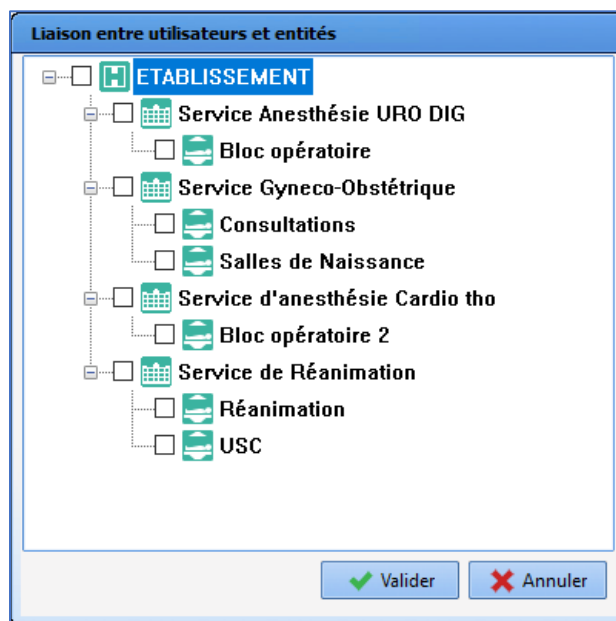 Liaison entre utilisateurs et entités
ETABLISSEMENT
Service Anesthésie URO DIG
Bloc opératoire
Service Gyneco-Obstétrique
Consultations
Salles de Naissance
Service d'anesthésie Cardio tho
Bloc opératoire 2
Service de Réanimation
Réanimation
USC
Valider Annuler